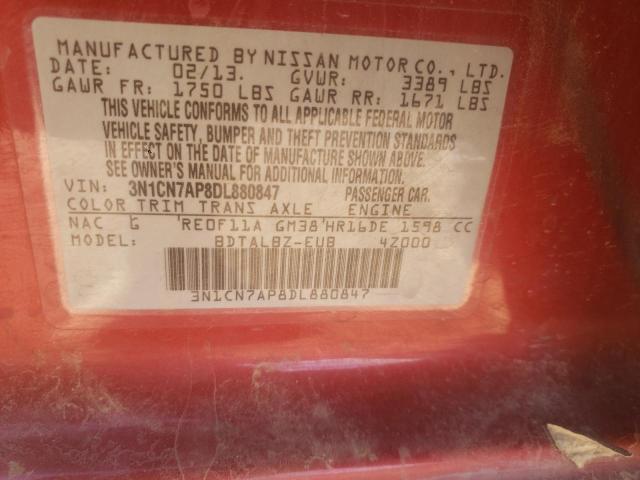 MANUFACTURED BY NISSAN MOTOR CO., LTD.
DATE: 02/13. GVWR: 3389 LBS
GAWR FR: 1750 LBS GAWR RR: 1671 LBS
THIS VEHICLE CONFORMS TO ALL APPLICABLE FEDERAL MOTOR
VEHICLE SAFETY, BUMPER AND THEFT PREVENTION STANDARDS
IN EFFECT ON THE DATE OF MANUFACTURE SHOWN ABOVE.
SEE OWNER'S MANUAL FOR ADDITIONAL INFORMATION.
VIN: 3N1CN7AP8DL880847 PASSENGER CAR.
COLOR TRIM TRANS AXLE ENGINE
NAC G 'RE0F11A GM38'HR16DE 1598 CC
MODEL: BDTALBZ-EUB 4Z000
3N1CN7AP8DL880847